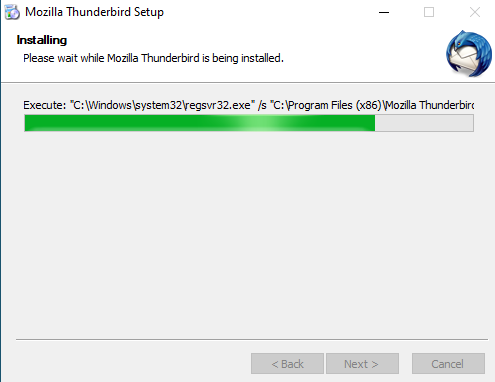 Mozilla Thunderbird Setup
Installing
Please wait while Mozilla Thunderbird is being installed.
Execute: "C:\Windows\system32\regsvr32.exe" /s "C:\Program Files (x86)\Mozilla Thunderbird
< Back
Next >
Cancel